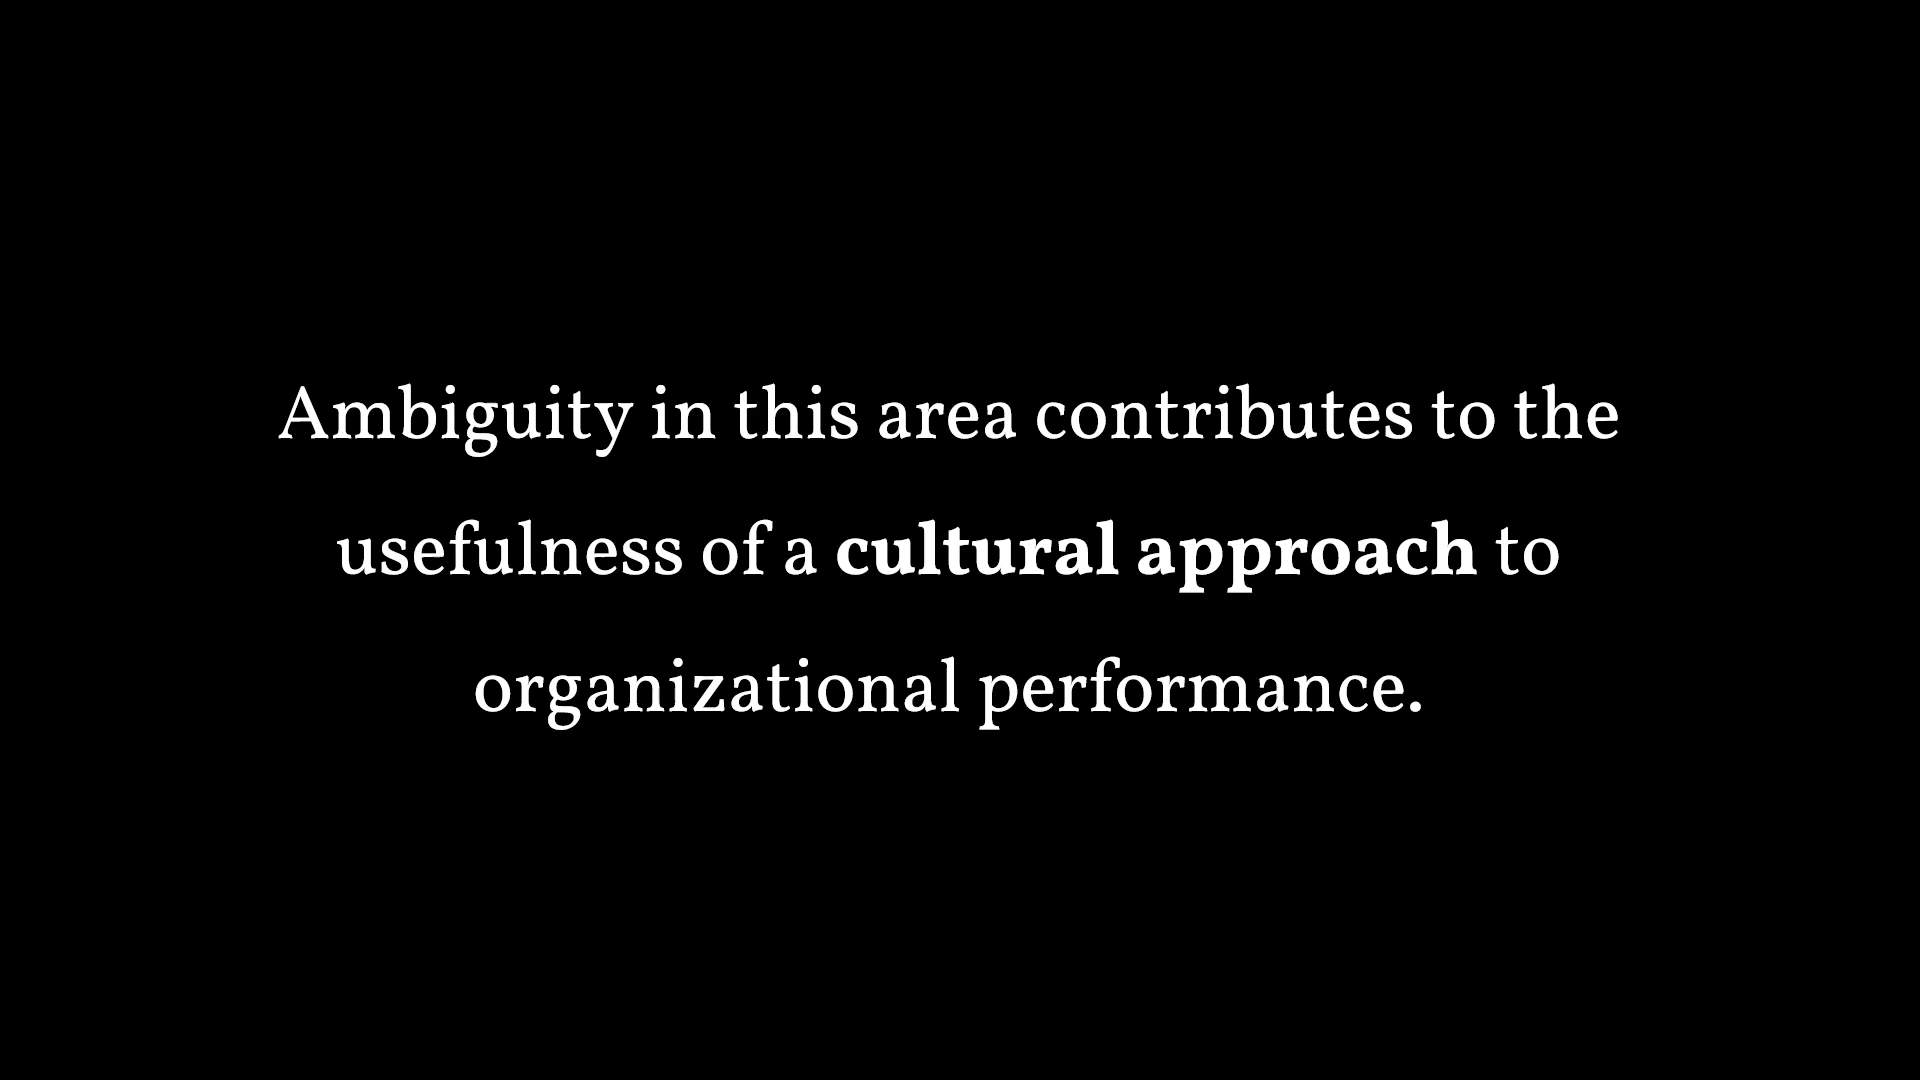 Ambiguity in this area contributes to the
usefulness of a cultural approach to
organizational performance.